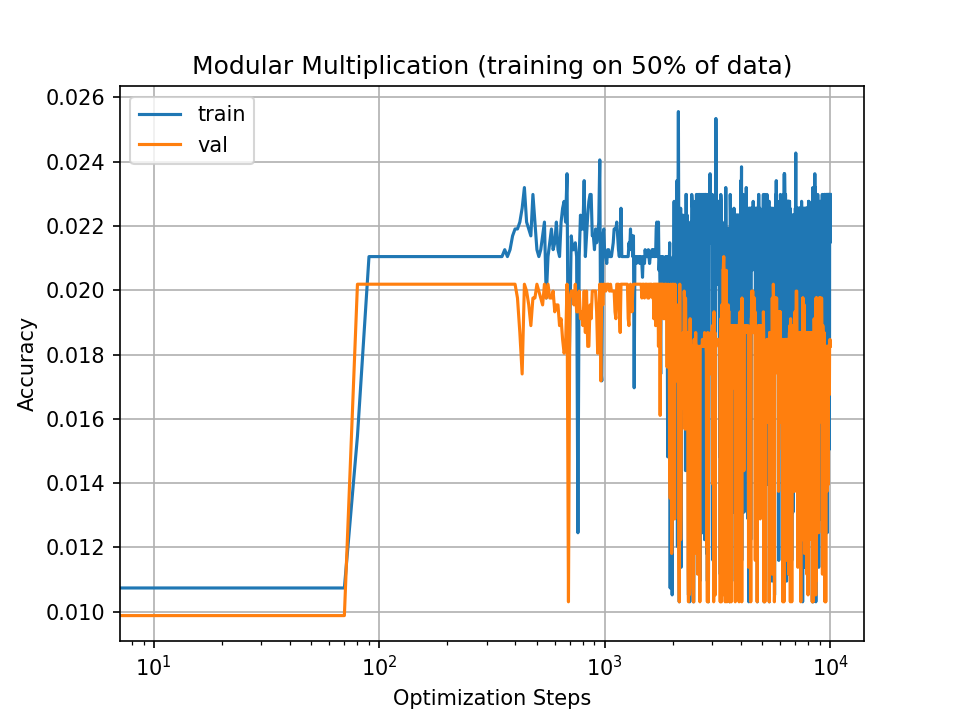 Modular Multiplication (training on 50% of data)
train
val
Accuracy
0.026
0.024
0.022
0.020
0.018
0.016
0.014
0.012
0.010
10¹
10²
10³
10⁴
Optimization Steps